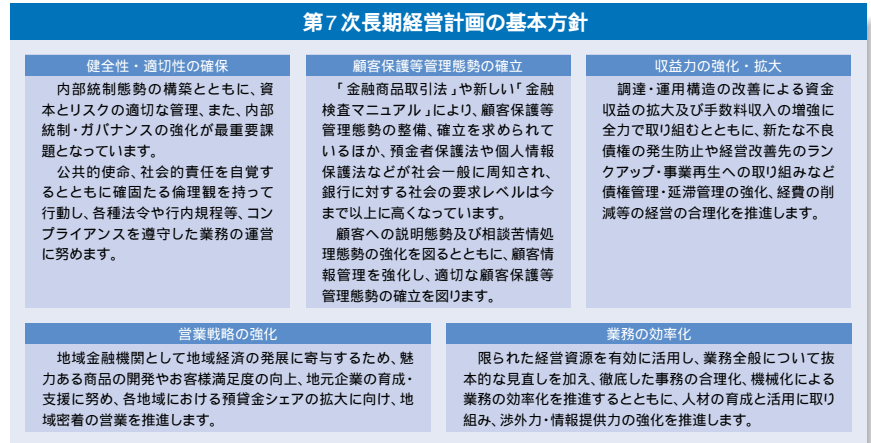 第7次長期経営計画の基本方針
健全性・適切性の確保
内部統制態勢の構築とともに、資
本とリスクの適切な管理、また、内部
統制・ガバナンスの強化が最重要課
題となっています。
公共的使命、社会的責任を自覚す
るとともに確固たる倫理観を持って
行動し、各種法令や行内規程等、コン
プライアンスを遵守した業務の運営
に努めます。
顧客保護等管理態勢の確立
「金融商品取引法」や新しい「金融
検査マニュアル」により、顧客保護等
管理態勢の整備、確立を求められて
いるほか、預金者保護法や個人情報
保護法などが社会一般に周知され、
銀行に対する社会の要求レベルは今
まで以上に高くなっています。
顧客への説明態勢及び相談苦情処
理態勢の強化を図るとともに、顧客情
報管理を強化し、適切な顧客保護等
管理態勢の確立を図ります。
収益力の強化・拡大
調達・運用構造の改善による資金
収益の拡大及び手数料収入の増強に
全力で取り組むとともに、新たな不良
債権の発生防止や経営改善先のラン
クアップ・事業再生への取り組みなど
債権管理・延滞管理の強化、経費の削
減等の経営の合理化を推進します。
営業戦略の強化
地域金融機関として地域経済の発展に寄与するため、魅
力ある商品の開発やお客様満足度の向上、地元企業の育成・
支援に努め、各地域における預貸金シェアの拡大に向け、地
域密着の営業を推進します。
業務の効率化
限られた経営資源を有効に活用し、業務全般について抜
本的な見直しを加え、徹底した事務の合理化、機械化による
業務の効率化を推進するとともに、人材の育成と活用に取り
組み、渉外力・情報提供力の強化を推進します。